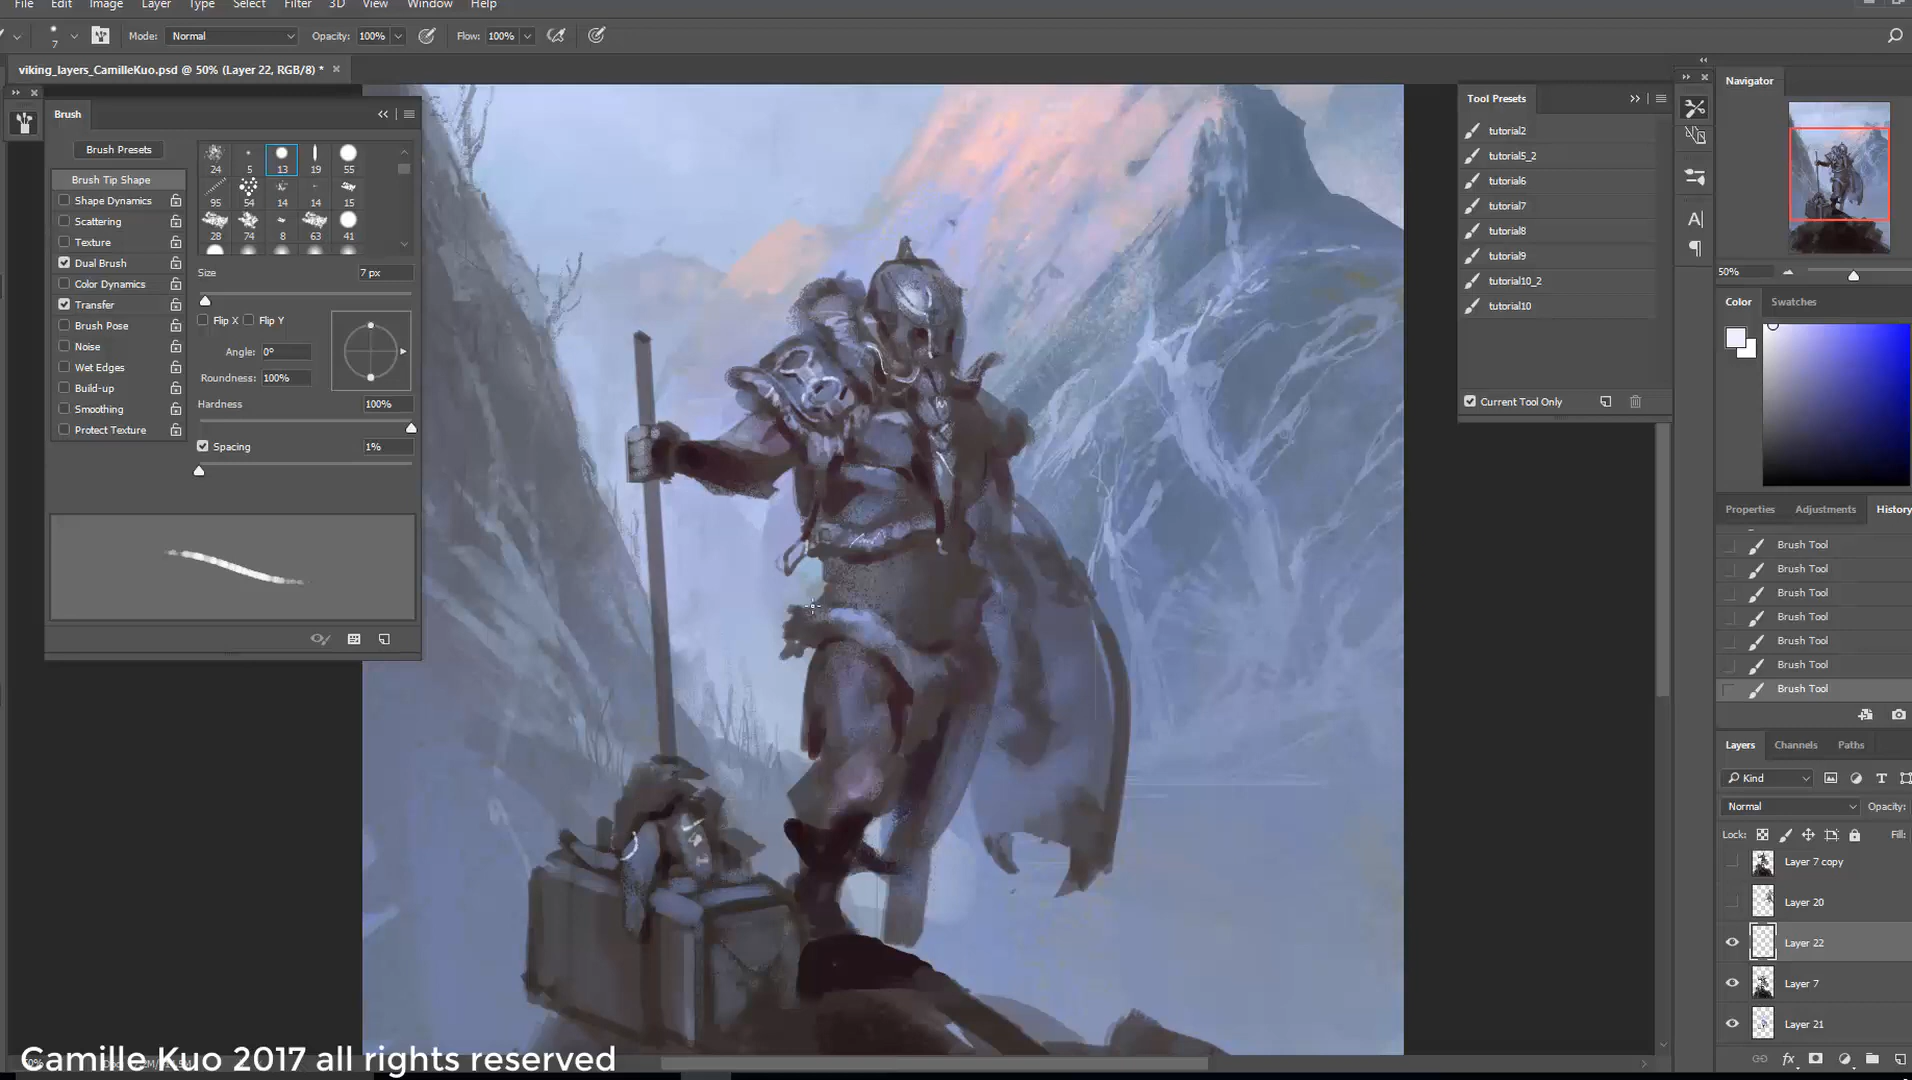 File Edit Image Layer Type Select Filter 3D View Window Help
7 Mode: Normal Opacity: 100% Flow: 100%
viking_layers_CamilleKuo.psd @ 50% (Layer 22, RGB/8) *
Brush
Brush Presets
Brush Tip Shape
Shape Dynamics
Scattering
Texture
Dual Brush
Color Dynamics
Transfer
Brush Pose
Noise
Wet Edges
Build-up
Smoothing
Protect Texture
24 5 13 19 55
95 54 14 14 15
28 74 8 63 41
Size 7 px
Flip X Flip Y
Angle: 0°
Roundness: 100%
Hardness 100%
Spacing 1%
Tool Presets
tutorial2
tutorial5_2
tutorial6
tutorial7
tutorial8
tutorial9
tutorial10_2
tutorial10
Current Tool Only
Navigator
50%
Color Swatches
Properties Adjustments History
Brush Tool
Brush Tool
Brush Tool
Brush Tool
Brush Tool
Brush Tool
Brush Tool
Layers Channels Paths
Kind
Normal Opacity:
Lock: Fill:
Layer 7 copy
Layer 20
Layer 22
Layer 7
Layer 21
Camille Kuo 2017 all rights reserved